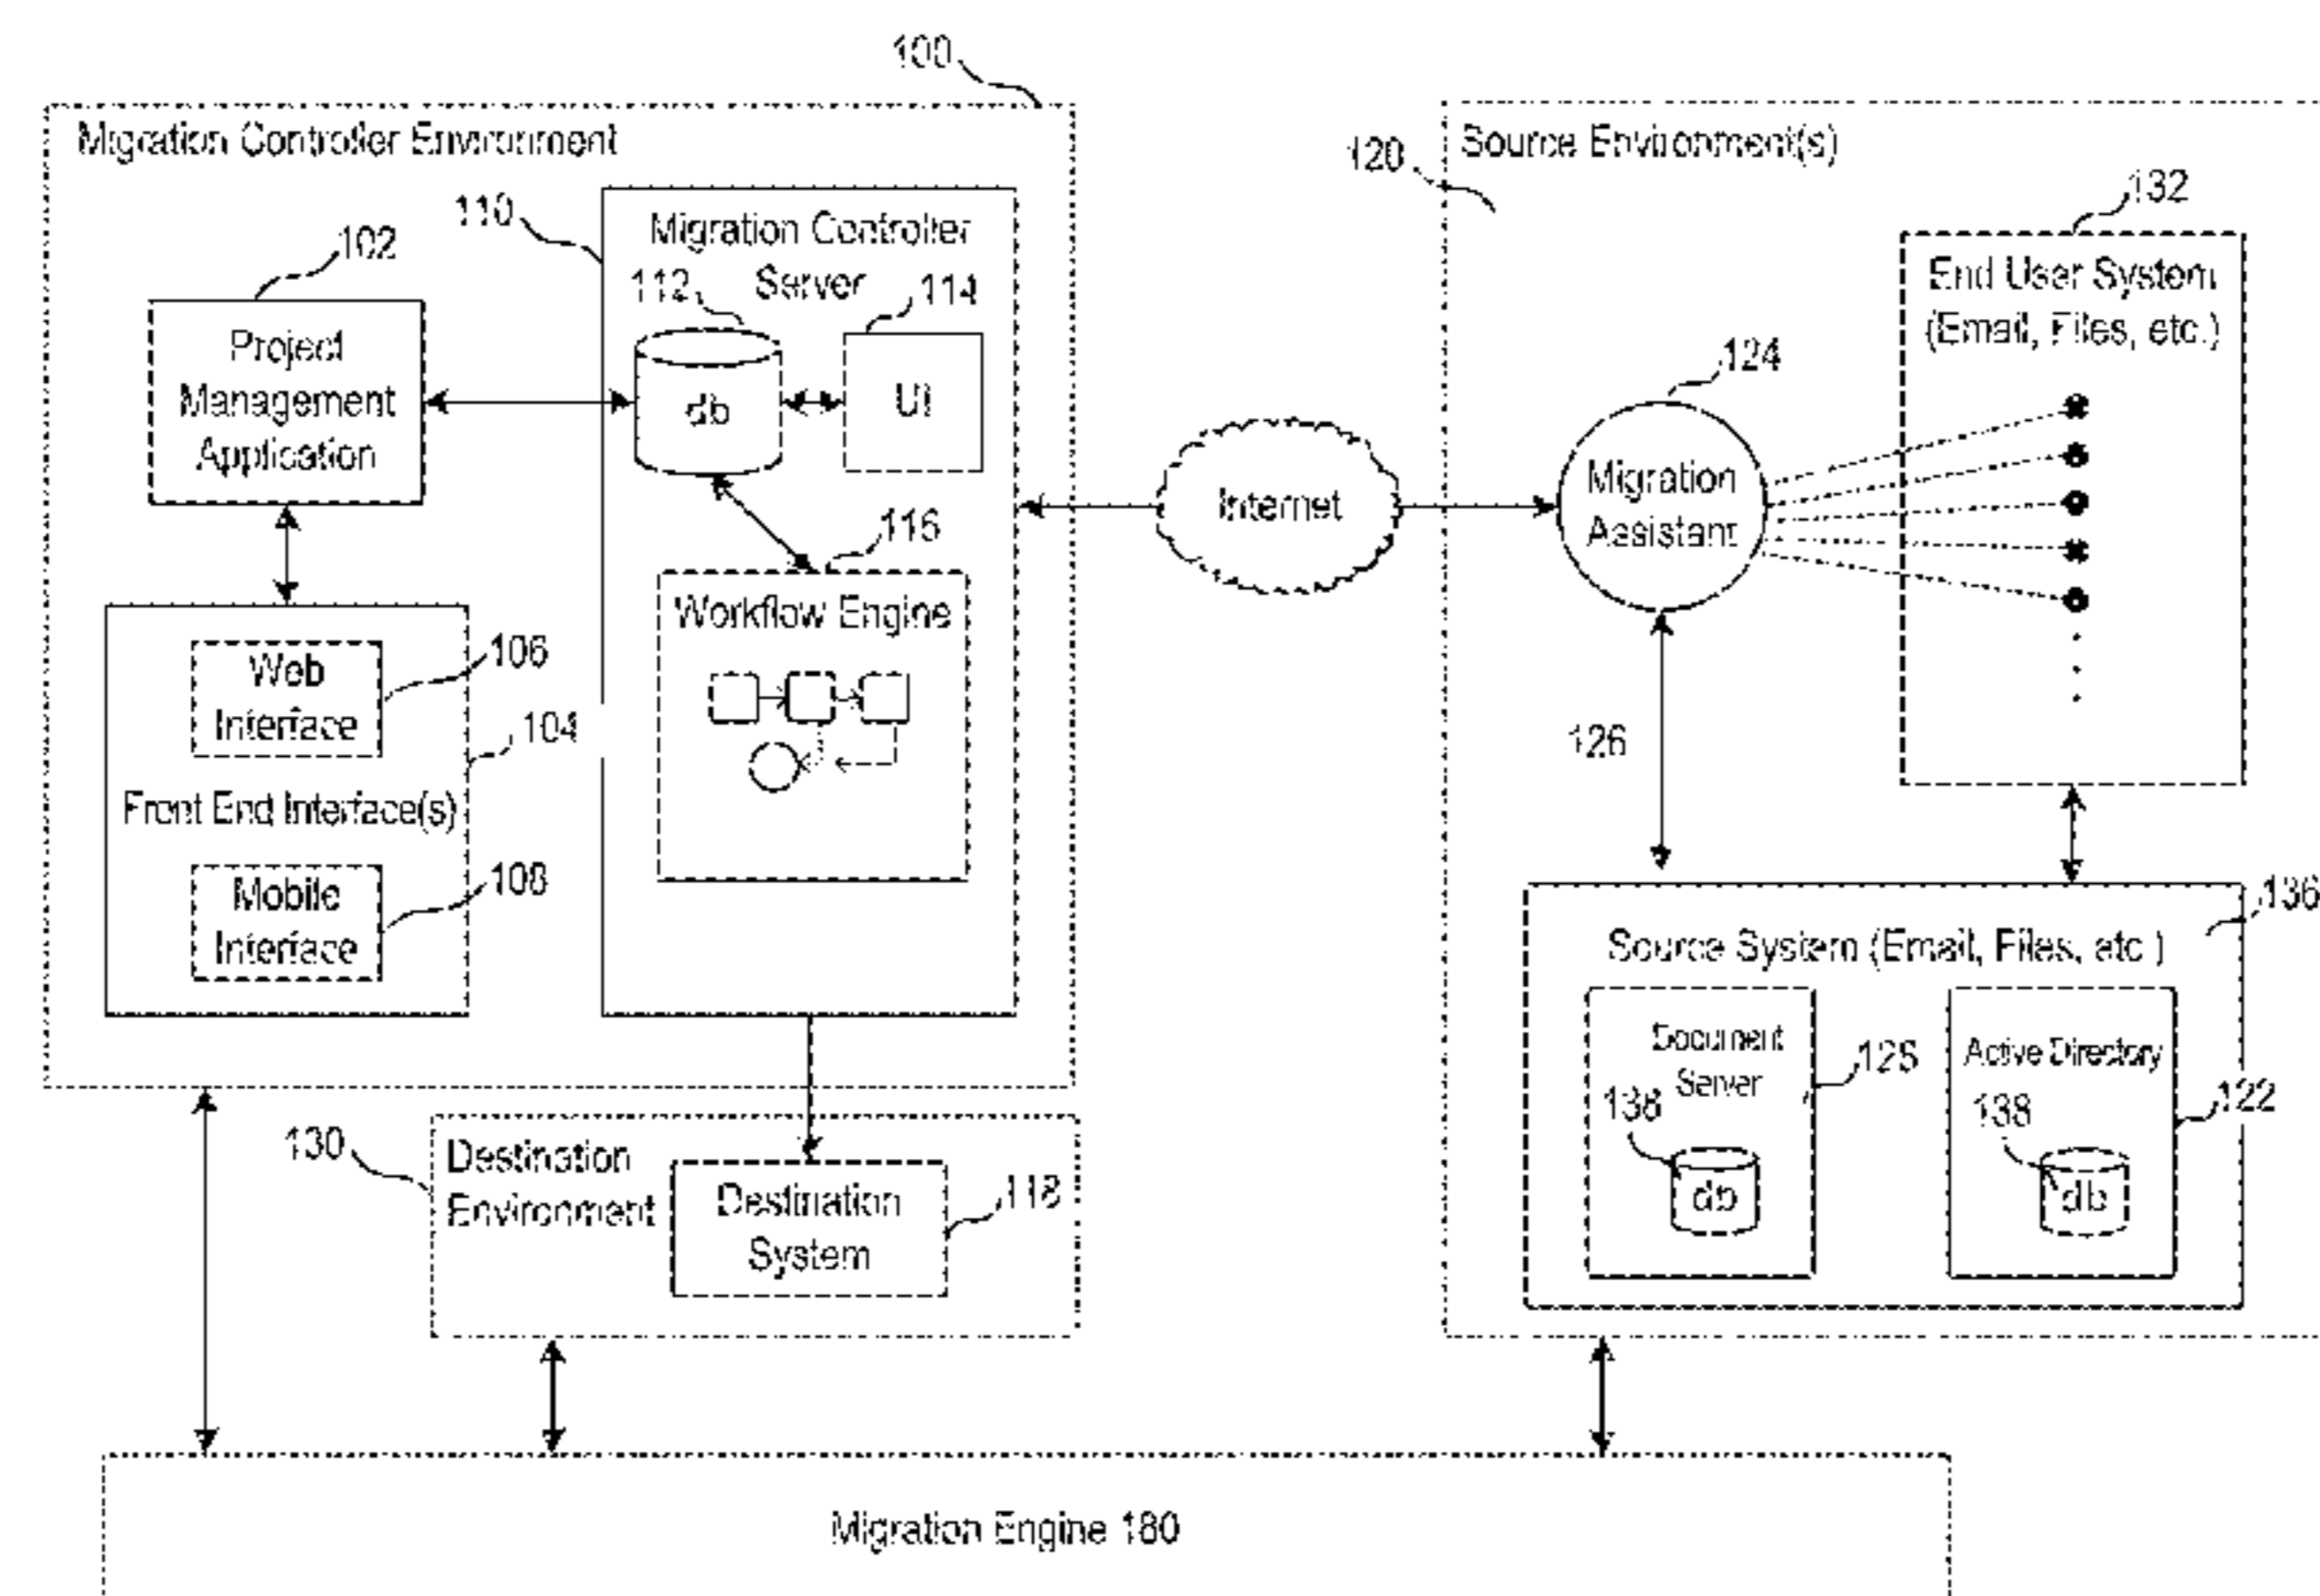 100
Migration Controller Environment
120
Source Environment(s)
132
110
Migration Controller
Server
102
112
114
End User System
(Email, Files, etc.)
Project
Management
Application
db
UI
124
Migration
Assistant
Internet
116
Workflow Engine
106
Web
Interface
104
126
Front End Interface(s)
108
Mobile
Interface
136
Source System (Email, Files, etc.)
Document
Server
Active Directory
122
138
db
db
130
Destination
Environment
Destination
System
118
Migration Engine 180